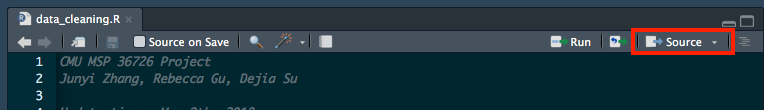 data_cleaning.R
Source on Save
Run
Source
1 CMU MSP 36726 Project
2 Junyi Zhang, Rebecca Gu, Dejia Su
3